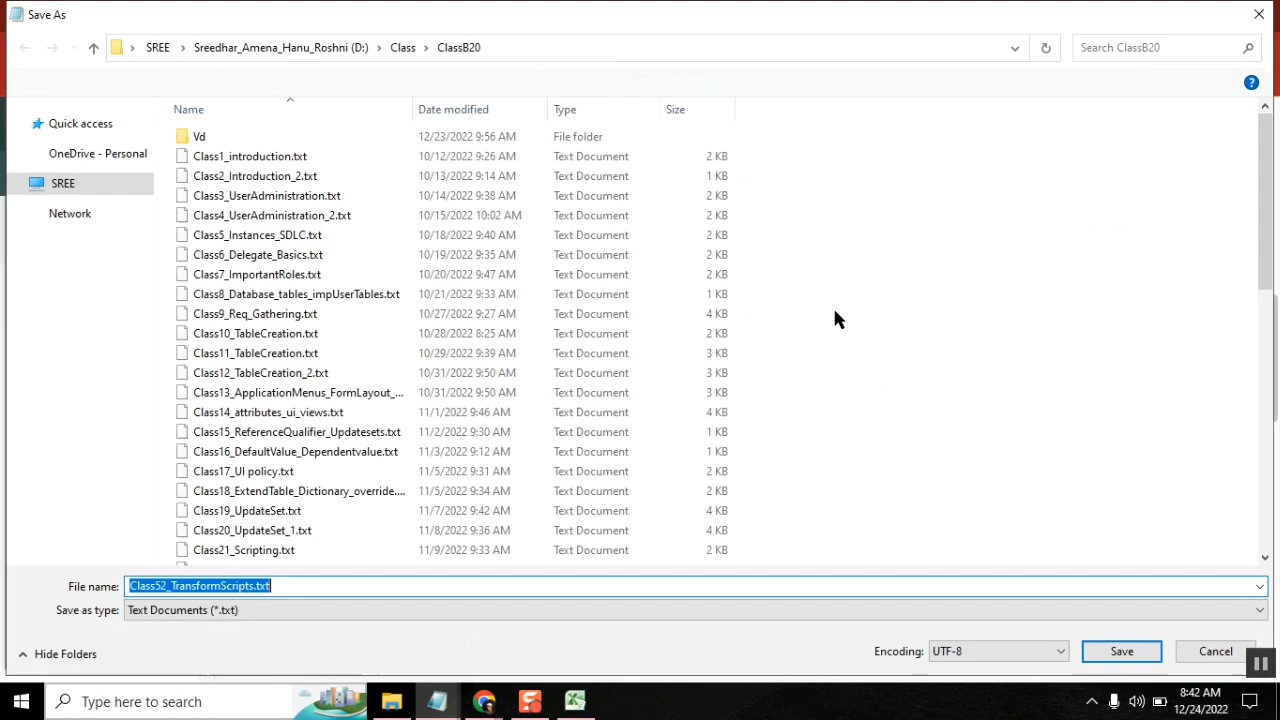 Save As
SREE > Sreedhar_Amena_Hanu_Roshni (D:) > Class > ClassB20
Search ClassB20
Name Date modified Type Size
Quick access
OneDrive - Personal
SREE
Network
Vd 12/23/2022 9:56 AM File folder
Class1_introduction.txt 10/12/2022 9:26 AM Text Document 2 KB
Class2_Introduction_2.txt 10/13/2022 9:14 AM Text Document 1 KB
Class3_UserAdministration.txt 10/14/2022 9:38 AM Text Document 2 KB
Class4_UserAdministration_2.txt 10/15/2022 10:02 AM Text Document 2 KB
Class5_Instances_SDLC.txt 10/18/2022 9:40 AM Text Document 2 KB
Class6_Delegate_Basics.txt 10/19/2022 9:35 AM Text Document 2 KB
Class7_ImportantRoles.txt 10/20/2022 9:47 AM Text Document 2 KB
Class8_Database_tables_impUserTables.txt 10/21/2022 9:33 AM Text Document 1 KB
Class9_Req_Gathering.txt 10/27/2022 9:27 AM Text Document 4 KB
Class10_TableCreation.txt 10/28/2022 8:25 AM Text Document 2 KB
Class11_TableCreation.txt 10/29/2022 9:39 AM Text Document 3 KB
Class12_TableCreation_2.txt 10/31/2022 9:50 AM Text Document 3 KB
Class13_ApplicationMenus_FormLayout_... 10/31/2022 9:50 AM Text Document 3 KB
Class14_attributes_ui_views.txt 11/1/2022 9:46 AM Text Document 4 KB
Class15_ReferenceQualifier_Updatesets.txt 11/2/2022 9:30 AM Text Document 1 KB
Class16_DefaultValue_Dependentvalue.txt 11/3/2022 9:12 AM Text Document 1 KB
Class17_UI policy.txt 11/5/2022 9:31 AM Text Document 2 KB
Class18_ExtendTable_Dictionary_override.... 11/5/2022 9:34 AM Text Document 2 KB
Class19_UpdateSet.txt 11/7/2022 9:42 AM Text Document 4 KB
Class20_UpdateSet_1.txt 11/8/2022 9:36 AM Text Document 4 KB
Class21_Scripting.txt 11/9/2022 9:33 AM Text Document 2 KB
File name: Class52_TransformScripts.txt
Save as type: Text Documents (*.txt)
Hide Folders
Encoding: UTF-8
Save
Cancel
Type here to search
8:42 AM
12/24/2022